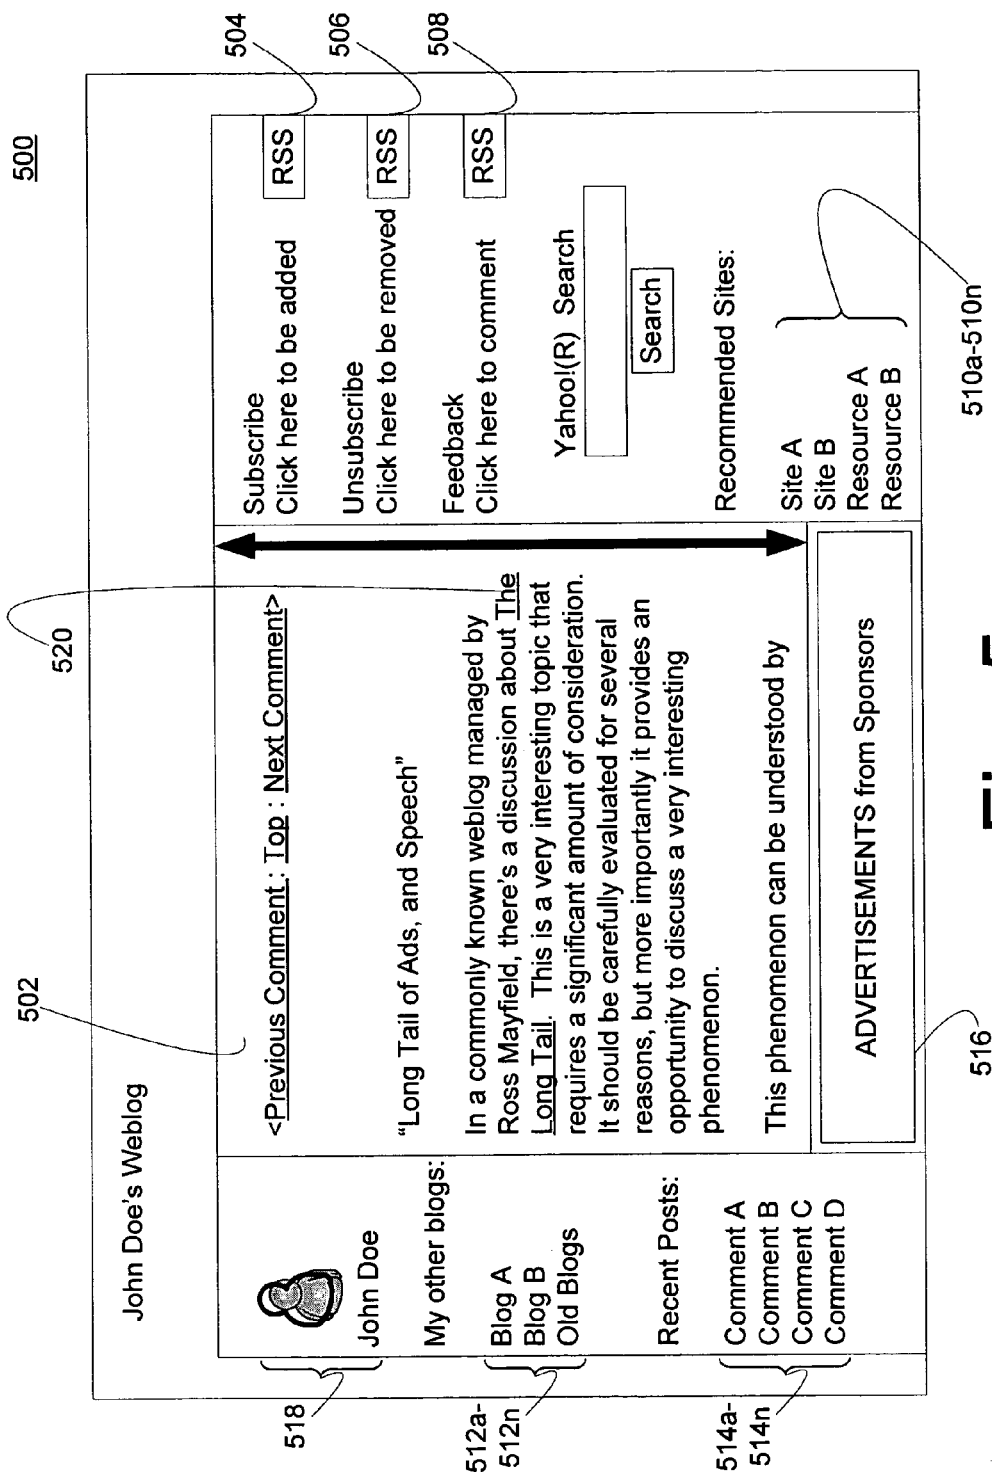 500
John Doe's Weblog
502
520
504
506
508
518
John Doe
My other blogs:
512a-
512n
Blog A
Blog B
Old Blogs
Recent Posts:
514a-
514n
Comment A
Comment B
Comment C
Comment D
<Previous Comment : Top : Next Comment>
“Long Tail of Ads, and Speech”
In a commonly known weblog managed by
Ross Mayfield, there's a discussion about The
Long Tail. This is a very interesting topic that
requires a significant amount of consideration.
It should be carefully evaluated for several
reasons, but more importantly it provides an
opportunity to discuss a very interesting
phenomenon.
This phenomenon can be understood by
ADVERTISEMENTS from Sponsors
516
Subscribe
Click here to be added RSS
Unsubscribe
Click here to be removed RSS
Feedback
Click here to comment RSS
Yahoo!(R) Search
Search
Recommended Sites:
Site A
Site B
Resource A
Resource B
510a-510n